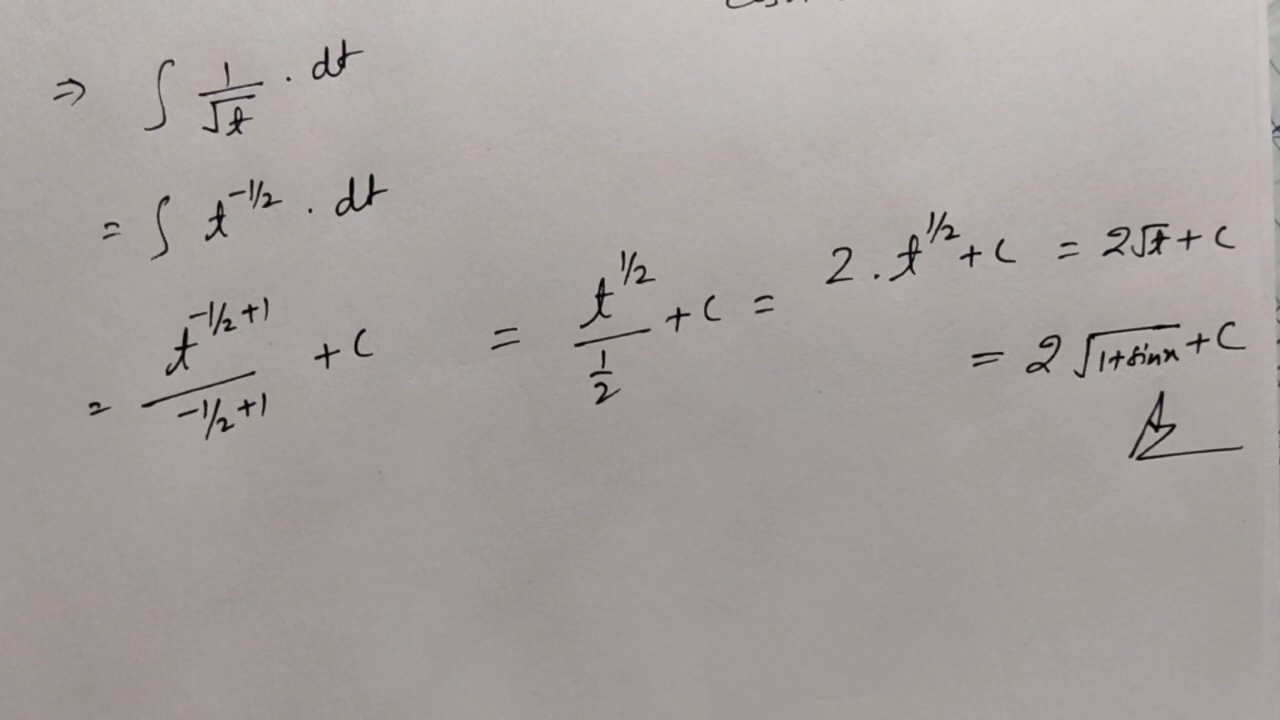 ⇒ ∫ 1/√t . dt
= ∫ t^(-1/2) . dt
= t^(-1/2+1)/(-1/2+1) + C = t^(1/2)/(1/2) + C = 2 . t^(1/2) + C = 2√t + C
= 2√(1+sinx) + C